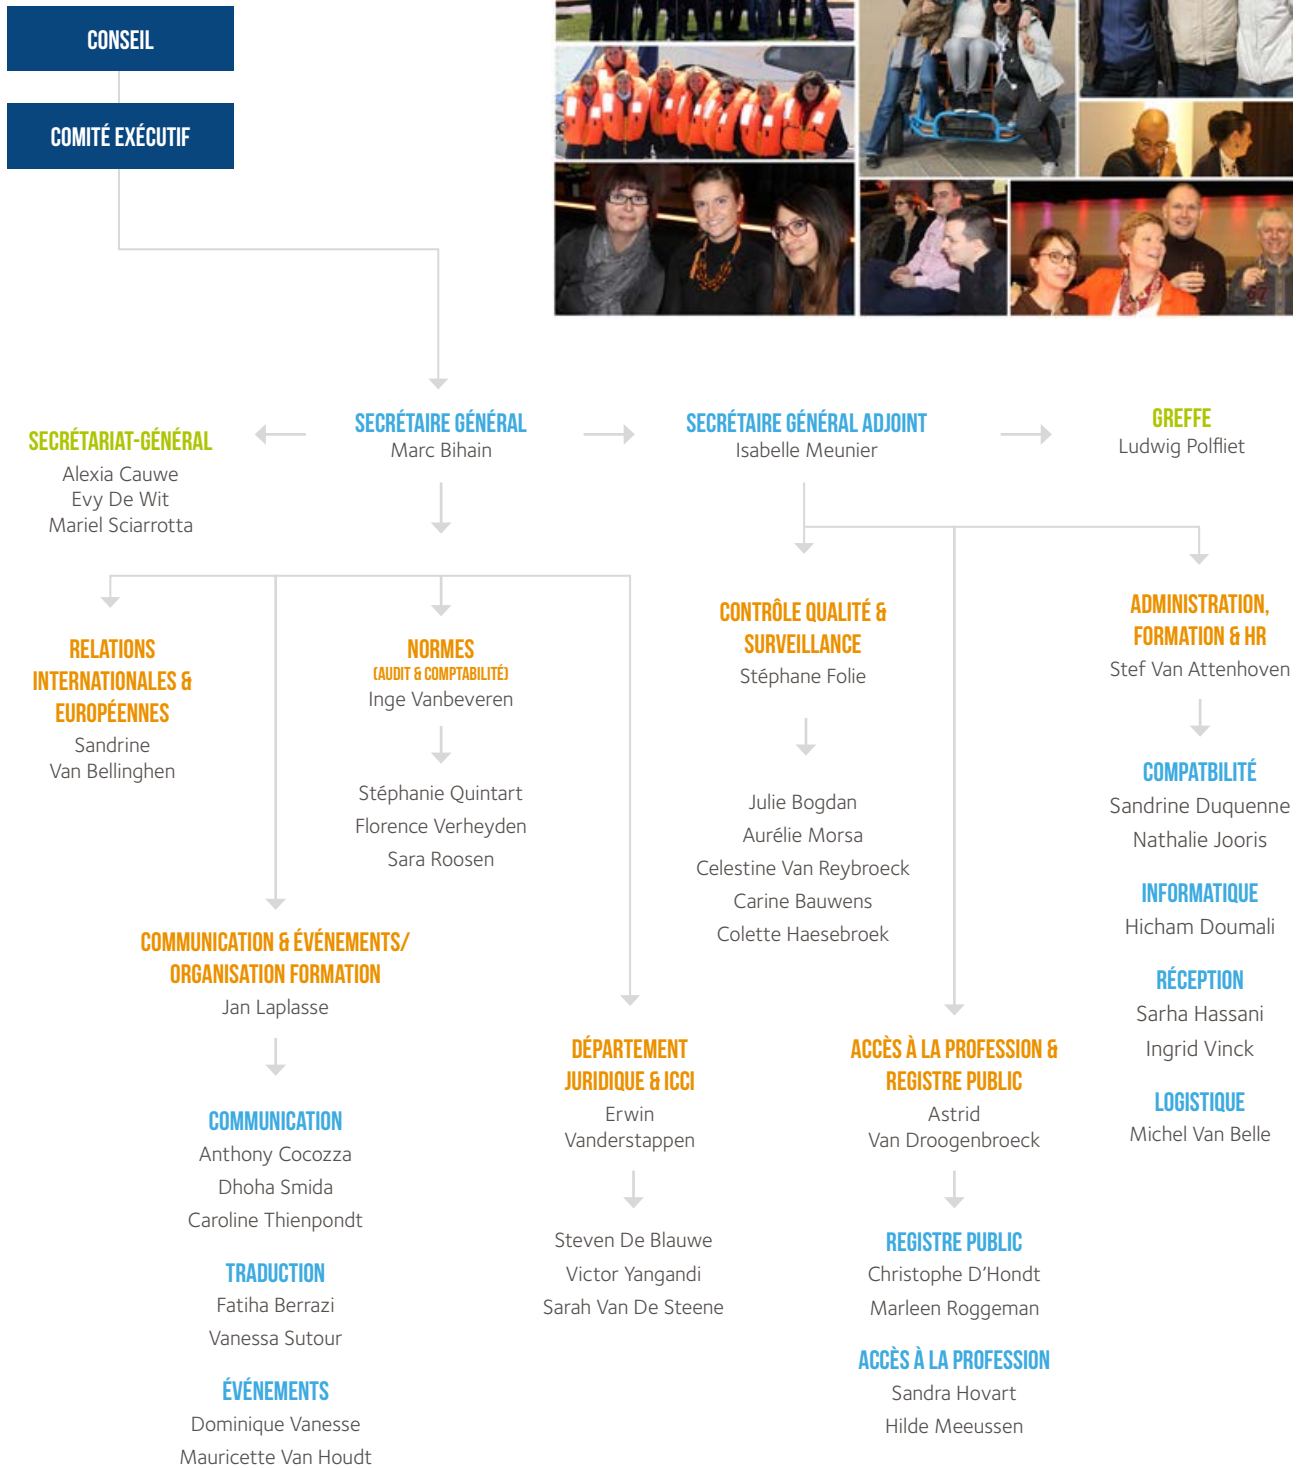 CONSEIL
COMITÉ EXÉCUTIF
SECRÉTARIAT-GÉNÉRAL
Alexia Cauwe
Evy De Wit
Mariel Sciarrotta
SECRÉTAIRE GÉNÉRAL
Marc Bihain
SECRÉTAIRE GÉNÉRAL ADJOINT
Isabelle Meunier
GREFFE
Ludwig Polfliet
RELATIONS
INTERNATIONALES &
EUROPÉENNES
Sandrine
Van Bellinghen
NORMES
(AUDIT & COMPTABILITÉ)
Inge Vanbeveren
Stéphanie Quintart
Florence Verheyden
Sara Roosen
CONTRÔLE QUALITÉ &
SURVEILLANCE
Stéphane Folie
Julie Bogdan
Aurélie Morsa
Celestine Van Reybroeck
Carine Bauwens
Colette Haesebroek
ADMINISTRATION,
FORMATION & HR
Stef Van Attenhoven
COMPATBILITÉ
Sandrine Duquenne
Nathalie Jooris
INFORMATIQUE
Hicham Doumali
RÉCEPTION
Sarha Hassani
Ingrid Vinck
LOGISTIQUE
Michel Van Belle
COMMUNICATION & ÉVÉNEMENTS/
ORGANISATION FORMATION
Jan Laplasse
COMMUNICATION
Anthony Cocozza
Dhoha Smida
Caroline Thienpondt
TRADUCTION
Fatiha Berrazi
Vanessa Sutour
ÉVÉNEMENTS
Dominique Vanesse
Mauricette Van Houdt
DÉPARTEMENT
JURIDIQUE & ICCI
Erwin
Vanderstappen
Steven De Blauwe
Victor Yangandi
Sarah Van De Steene
ACCÈS À LA PROFESSION &
REGISTRE PUBLIC
Astrid
Van Droogenbroeck
REGISTRE PUBLIC
Christophe D’Hondt
Marleen Roggeman
ACCÈS À LA PROFESSION
Sandra Hovart
Hilde Meeussen